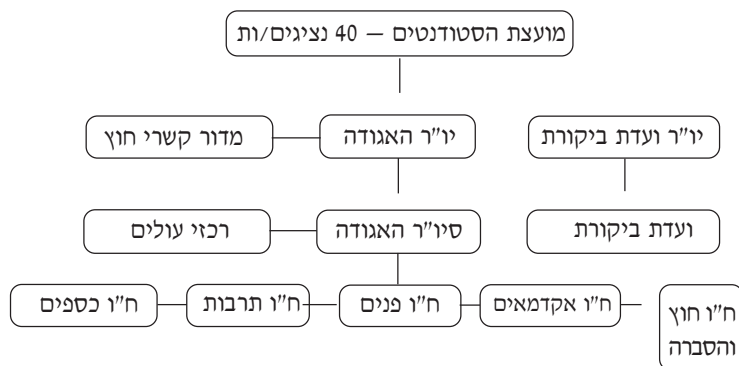 מועצת הסטודנטים – 40 נציגים/ות
יו"ר ועדת ביקורת
יו"ר האגודה
מדור קשרי חוץ
ועדת ביקורת
סיו"ר האגודה
רכזי עולים
ח"ו חוץ
והסברה
ח"ו אקדמאים
ח"ו פנים
ח"ו תרבות
ח"ו כספים